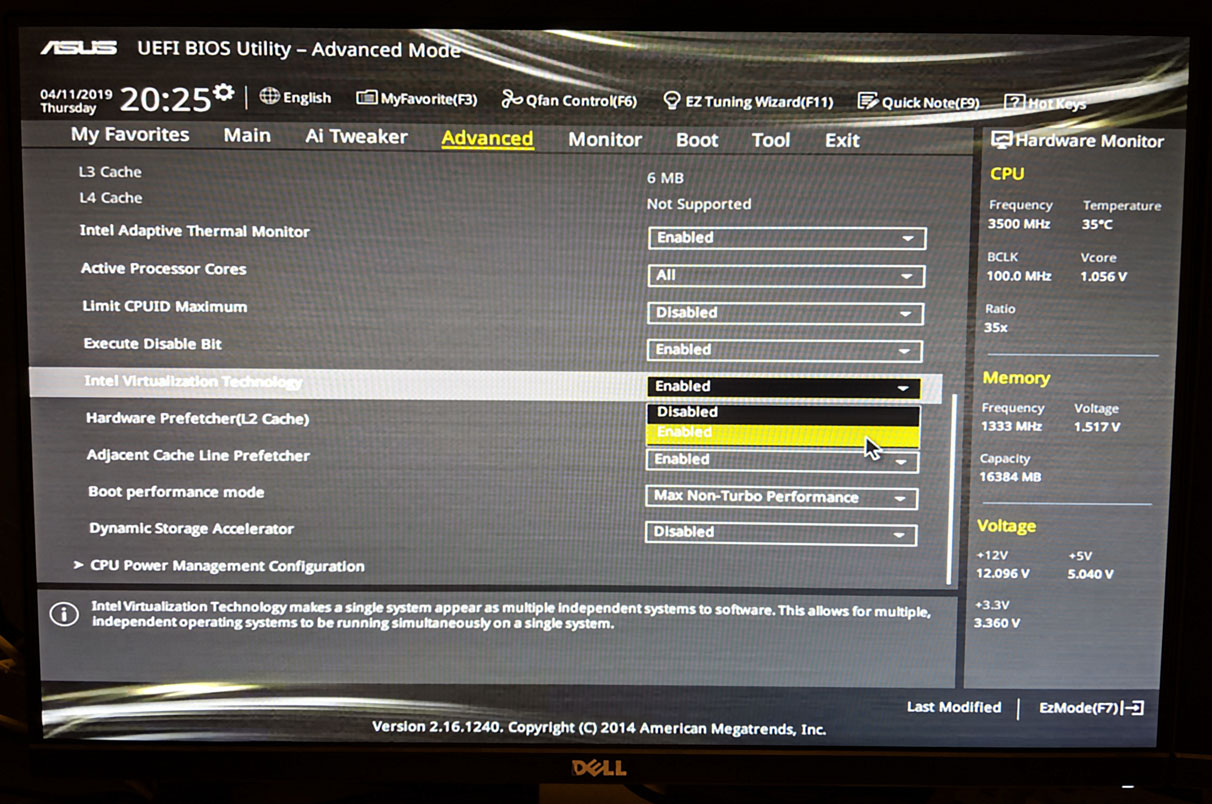 ASUS UEFI BIOS Utility – Advanced Mode
04/11/2019
Thursday
20:25
English
MyFavorite(F3)
Qfan Control(F6)
EZ Tuning Wizard(F11)
Quick Note(F9)
Hot Keys
My Favorites Main Ai Tweaker Advanced Monitor Boot Tool Exit
L3 Cache 6 MB
L4 Cache Not Supported
Intel Adaptive Thermal Monitor Enabled
Active Processor Cores All
Limit CPUID Maximum Disabled
Execute Disable Bit Enabled
Intel Virtualization Technology Enabled
Disabled
Enabled
Hardware Prefetcher(L2 Cache)
Adjacent Cache Line Prefetcher Enabled
Boot performance mode Max Non-Turbo Performance
Dynamic Storage Accelerator Disabled
> CPU Power Management Configuration
Intel Virtualization Technology makes a single system appear as multiple independent systems to software. This allows for multiple,
independent operating systems to be running simultaneously on a single system.
Hardware Monitor
CPU
Frequency Temperature
3500 MHz 35°C
BCLK Vcore
100.0 MHz 1.056 V
Ratio
35x
Memory
Frequency Voltage
1333 MHz 1.517 V
Capacity
16384 MB
Voltage
+12V +5V
12.096 V 5.040 V
+3.3V
3.360 V
Last Modified
EzMode(F7)
Version 2.16.1240. Copyright (C) 2014 American Megatrends, Inc.
DELL